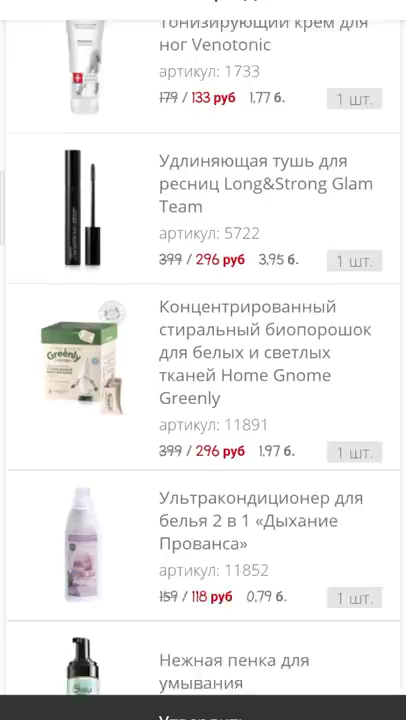 Тонизирующий крем для
ног Venotonic
артикул: 1733
179 / 133 руб 1,77 б.
1 шт.
Удлиняющая тушь для
ресниц Long&Strong Glam
Team
артикул: 5722
399 / 296 руб 3,95 б.
1 шт.
Концентрированный
стиральный биопорошок
для белых и светлых
тканей Home Gnome
Greenly
артикул: 11891
399 / 296 руб 1,97 б.
1 шт.
Greenly
Ультракондиционер для
белья 2 в 1 «Дыхание
Прованса»
артикул: 11852
159 / 118 руб 0,79 б.
1 шт.
Нежная пенка для
умывания
Утвердить